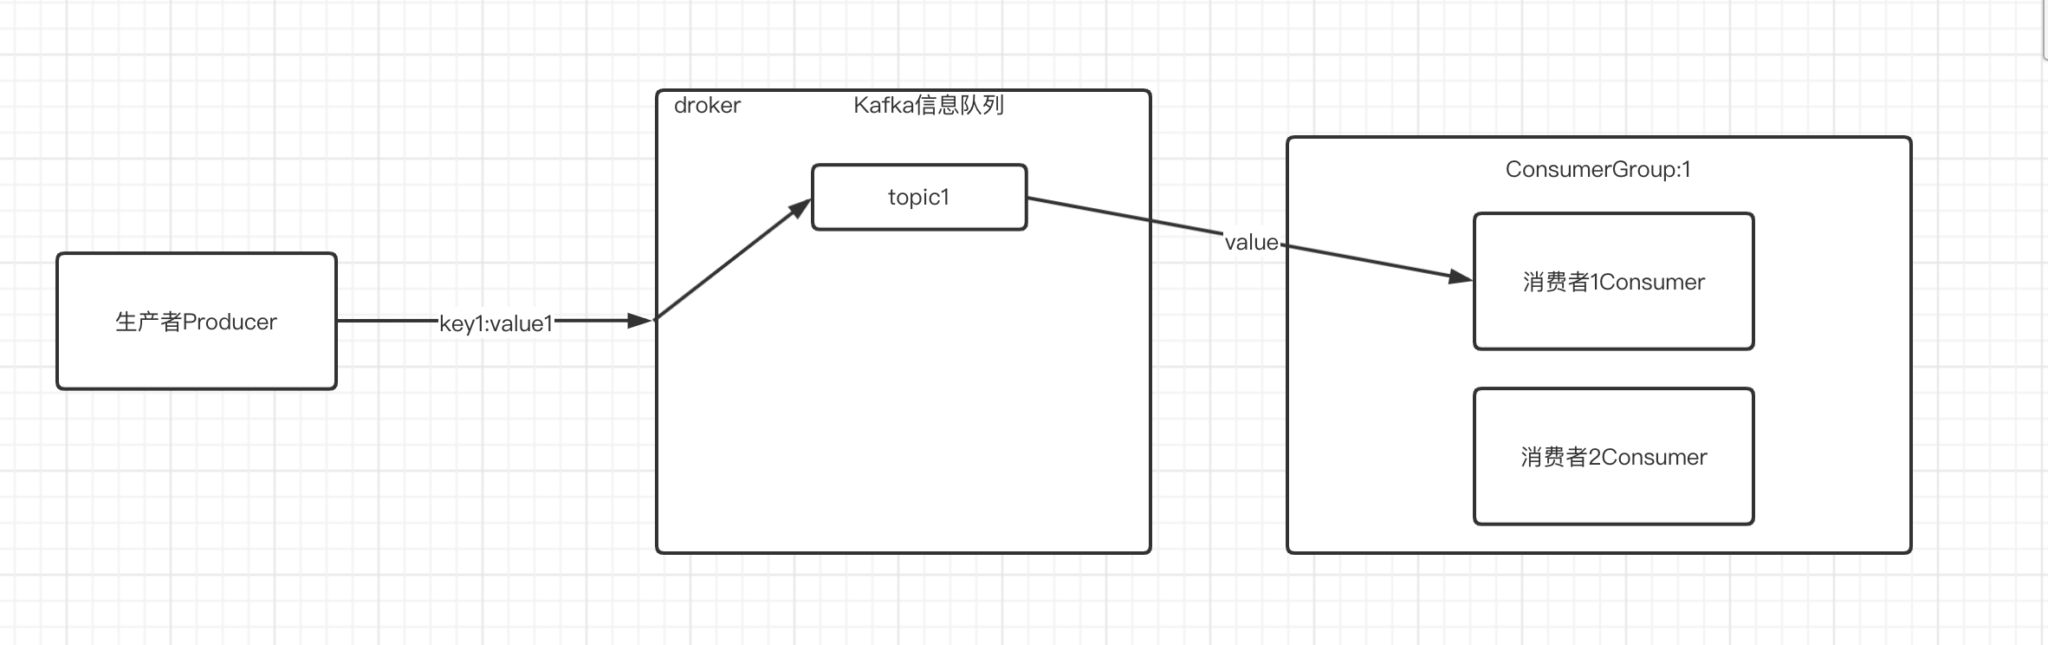 droker
Kafka信息队列
topic1
生产者Producer
key1:value1
value
ConsumerGroup:1
消费者1Consumer
消费者2Consumer